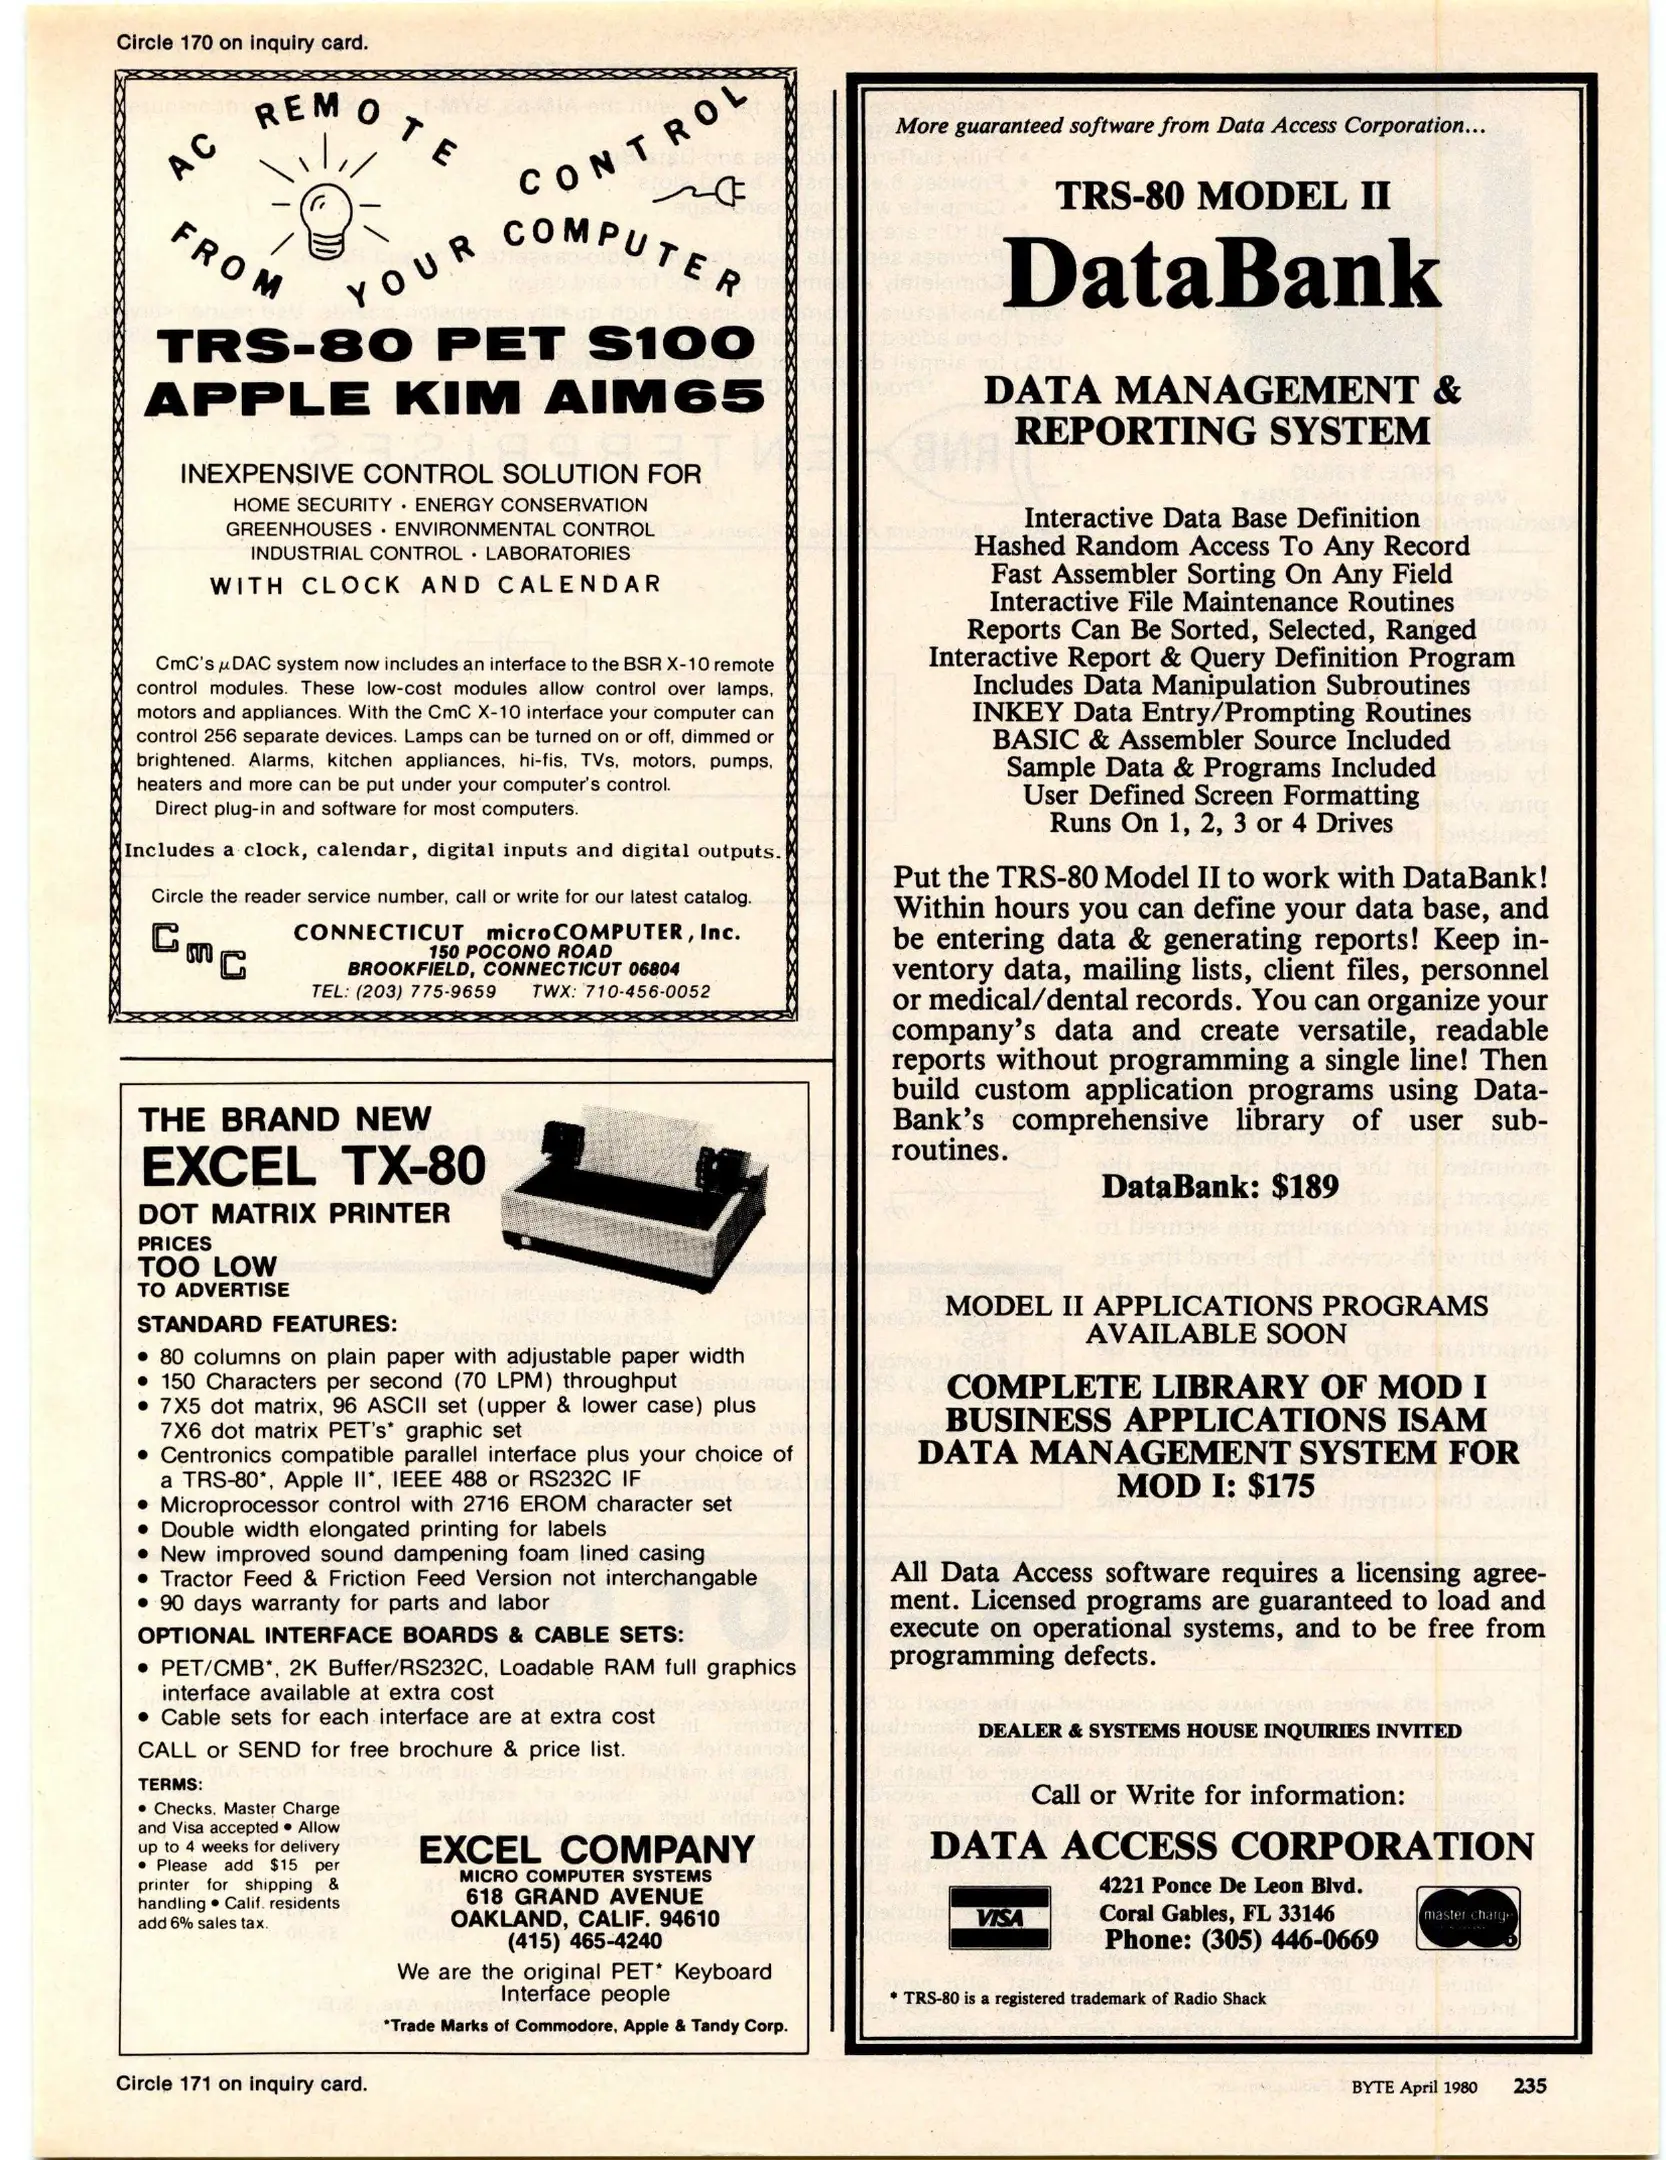 Circle 170 on inquiry card.
AC REMOTE CONTROL
FROM YOUR COMPUTER
TRS-80 PET S100
APPLE KIM AIM65
INEXPENSIVE CONTROL SOLUTION FOR
HOME SECURITY • ENERGY CONSERVATION
GREENHOUSES • ENVIRONMENTAL CONTROL
INDUSTRIAL CONTROL • LABORATORIES
WITH CLOCK AND CALENDAR
CmC's µDAC system now includes an interface to the BSR X-10 remote
control modules. These low-cost modules allow control over lamps,
motors and appliances. With the CmC X-10 interface your computer can
control 256 separate devices. Lamps can be turned on or off, dimmed or
brightened. Alarms, kitchen appliances, hi-fis, TVs, motors, pumps,
heaters and more can be put under your computer's control.
Direct plug-in and software for most computers.
Includes a clock, calendar, digital inputs and digital outputs.
Circle the reader service number, call or write for our latest catalog.
CmC
CONNECTICUT microCOMPUTER, Inc.
150 POCONO ROAD
BROOKFIELD, CONNECTICUT 06804
TEL: (203) 775-9659 TWX: 710-456-0052
THE BRAND NEW
EXCEL TX-80
DOT MATRIX PRINTER
PRICES
TOO LOW
TO ADVERTISE
STANDARD FEATURES:
• 80 columns on plain paper with adjustable paper width
• 150 Characters per second (70 LPM) throughput
• 7X5 dot matrix, 96 ASCII set (upper & lower case) plus
7X6 dot matrix PET's* graphic set
• Centronics compatible parallel interface plus your choice of
a TRS-80*, Apple II*, IEEE 488 or RS232C IF
• Microprocessor control with 2716 EROM character set
• Double width elongated printing for labels
• New improved sound dampening foam lined casing
• Tractor Feed & Friction Feed Version not interchangable
• 90 days warranty for parts and labor
OPTIONAL INTERFACE BOARDS & CABLE SETS:
• PET/CMB*, 2K Buffer/RS232C, Loadable RAM full graphics
interface available at extra cost
• Cable sets for each interface are at extra cost
CALL or SEND for free brochure & price list.
TERMS:
• Checks, Master Charge
and Visa accepted • Allow
up to 4 weeks for delivery
• Please add $15 per
printer for shipping &
handling • Calif. residents
add 6% sales tax.
EXCEL COMPANY
MICRO COMPUTER SYSTEMS
618 GRAND AVENUE
OAKLAND, CALIF. 94610
(415) 465-4240
We are the original PET* Keyboard
Interface people
*Trade Marks of Commodore, Apple & Tandy Corp.
Circle 171 on inquiry card.
More guaranteed software from Data Access Corporation...
TRS-80 MODEL II
DataBank
DATA MANAGEMENT &
REPORTING SYSTEM
Interactive Data Base Definition
Hashed Random Access To Any Record
Fast Assembler Sorting On Any Field
Interactive File Maintenance Routines
Reports Can Be Sorted, Selected, Ranged
Interactive Report & Query Definition Program
Includes Data Manipulation Subroutines
INKEY Data Entry/Prompting Routines
BASIC & Assembler Source Included
Sample Data & Programs Included
User Defined Screen Formatting
Runs On 1, 2, 3 or 4 Drives
Put the TRS-80 Model II to work with DataBank!
Within hours you can define your data base, and
be entering data & generating reports! Keep in-
ventory data, mailing lists, client files, personnel
or medical/dental records. You can organize your
company's data and create versatile, readable
reports without programming a single line! Then
build custom application programs using Data-
Bank's comprehensive library of user sub-
routines.
DataBank: $189
MODEL II APPLICATIONS PROGRAMS
AVAILABLE SOON
COMPLETE LIBRARY OF MOD I
BUSINESS APPLICATIONS ISAM
DATA MANAGEMENT SYSTEM FOR
MOD I: $175
All Data Access software requires a licensing agree-
ment. Licensed programs are guaranteed to load and
execute on operational systems, and to be free from
programming defects.
DEALER & SYSTEMS HOUSE INQUIRIES INVITED
Call or Write for information:
DATA ACCESS CORPORATION
4221 Ponce De Leon Blvd.
Coral Gables, FL 33146
Phone: (305) 446-0669
VISA
master charge
* TRS-80 is a registered trademark of Radio Shack
BYTE April 1980 235